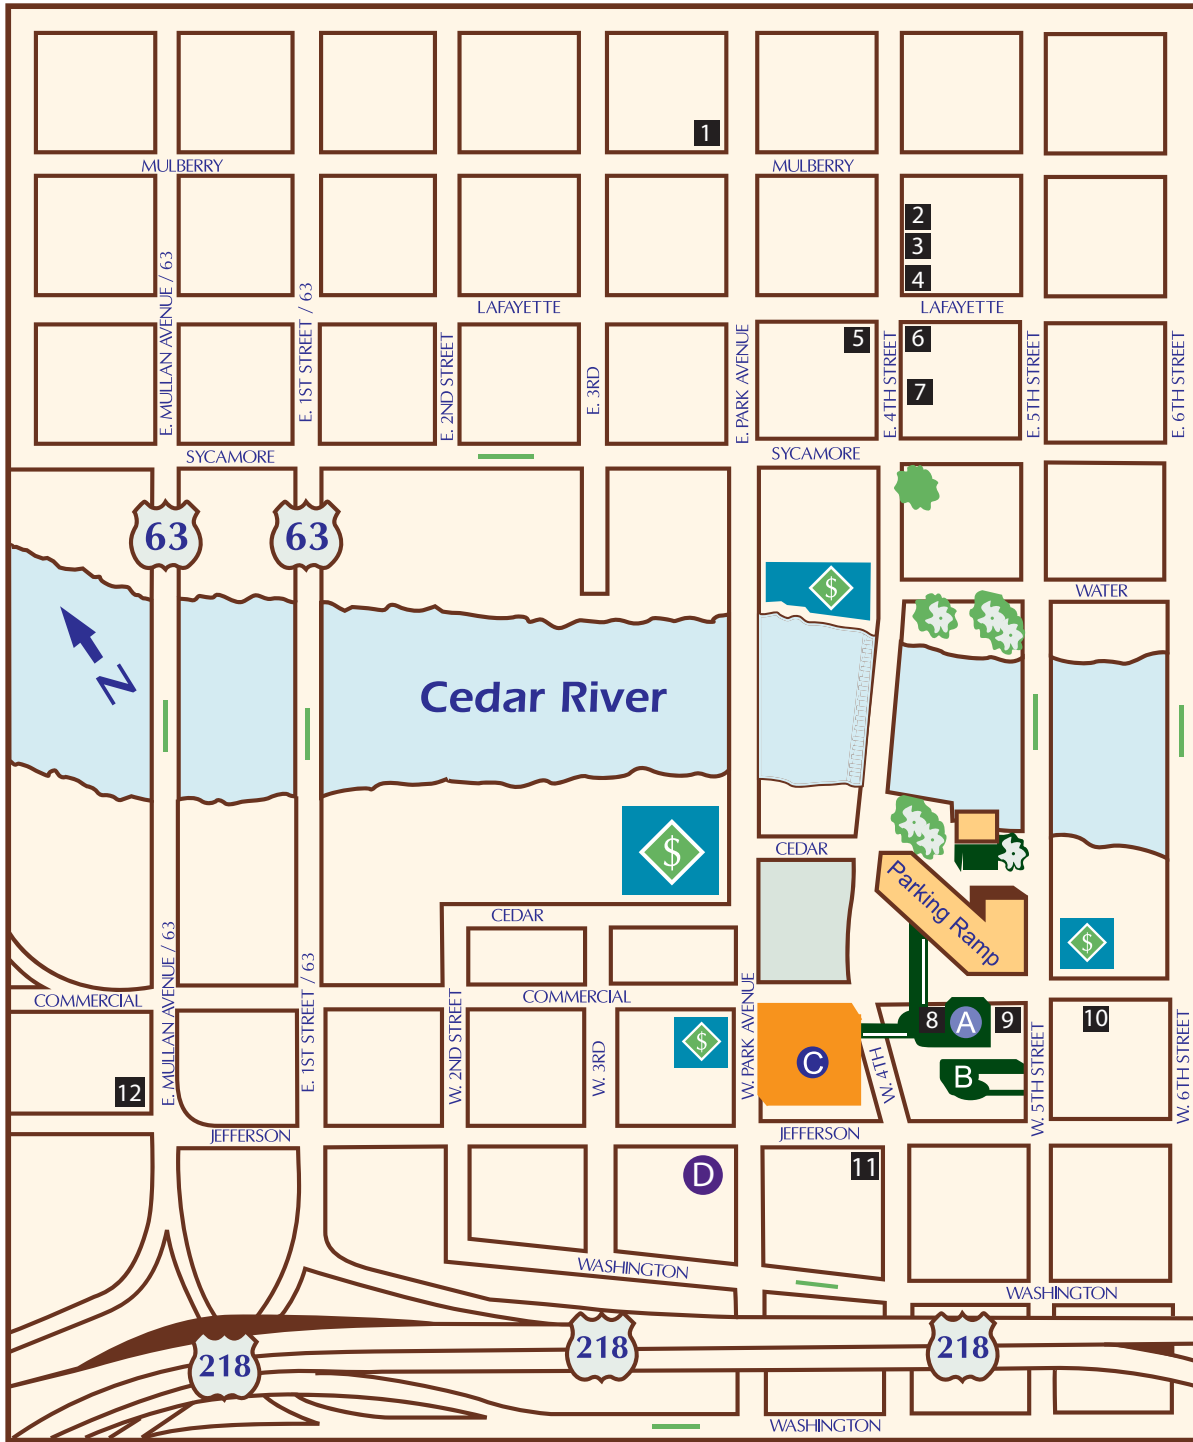 1
MULBERRY
MULBERRY
2
3
4
E. MULLAN AVENUE / 63
E. 1ST STREET / 63
LAFAYETTE
LAFAYETTE
E. 2ND STREET
E. 3RD
E. PARK AVENUE
5
E. 4TH STREET
6
7
E. 5TH STREET
E. 6TH STREET
SYCAMORE
SYCAMORE
63
63
$
WATER
N
Cedar River
$
CEDAR
Parking Ramp
CEDAR
$
E. MULLAN AVENUE / 63
E. 1ST STREET / 63
COMMERCIAL
COMMERCIAL
W. 2ND STREET
W. 3RD
$
W. PARK AVENUE
C
W. 4TH
8
A
9
B
W. 5TH STREET
10
W. 6TH STREET
12
JEFFERSON
JEFFERSON
D
11
WASHINGTON
WASHINGTON
218
218
218
WASHINGTON